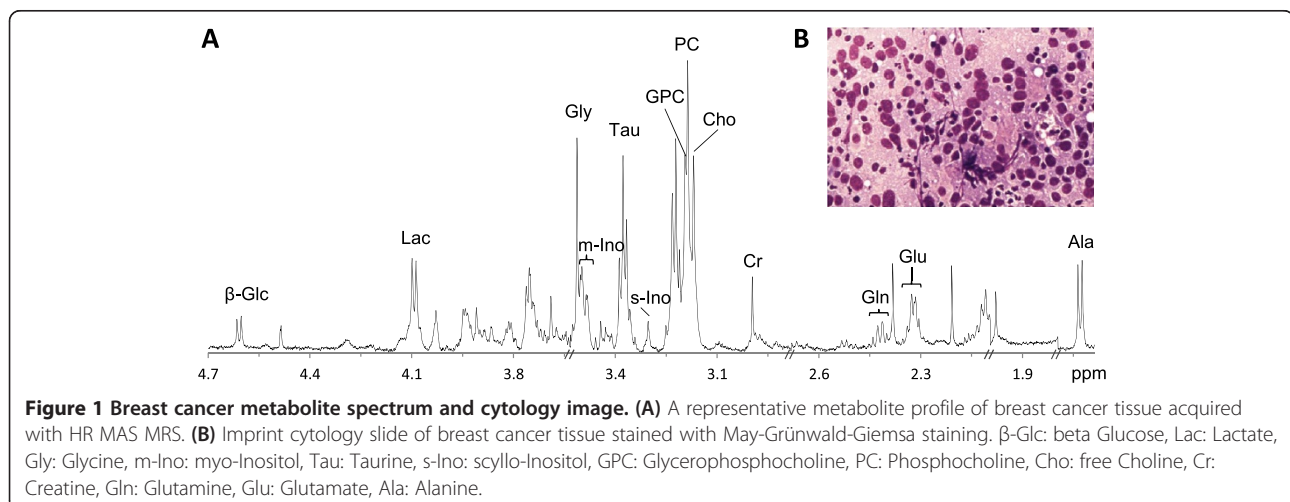 A
B
PC
GPC
Gly
Cho
Tau
Lac
m-Ino
Ala
Glu
Cr
s-Ino
β-Glc
Gln
4.7 4.4 4.1 3.8 3.4 3.1 2.6 2.3 1.9 ppm
Figure 1 Breast cancer metabolite spectrum and cytology image. (A) A representative metabolite profile of breast cancer tissue acquired
with HR MAS MRS. (B) Imprint cytology slide of breast cancer tissue stained with May-Grünwald-Giemsa staining. β-Glc: beta Glucose, Lac: Lactate,
Gly: Glycine, m-Ino: myo-Inositol, Tau: Taurine, s-Ino: scyllo-Inositol, GPC: Glycerophosphocholine, PC: Phosphocholine, Cho: free Choline, Cr:
Creatine, Gln: Glutamine, Glu: Glutamate, Ala: Alanine.